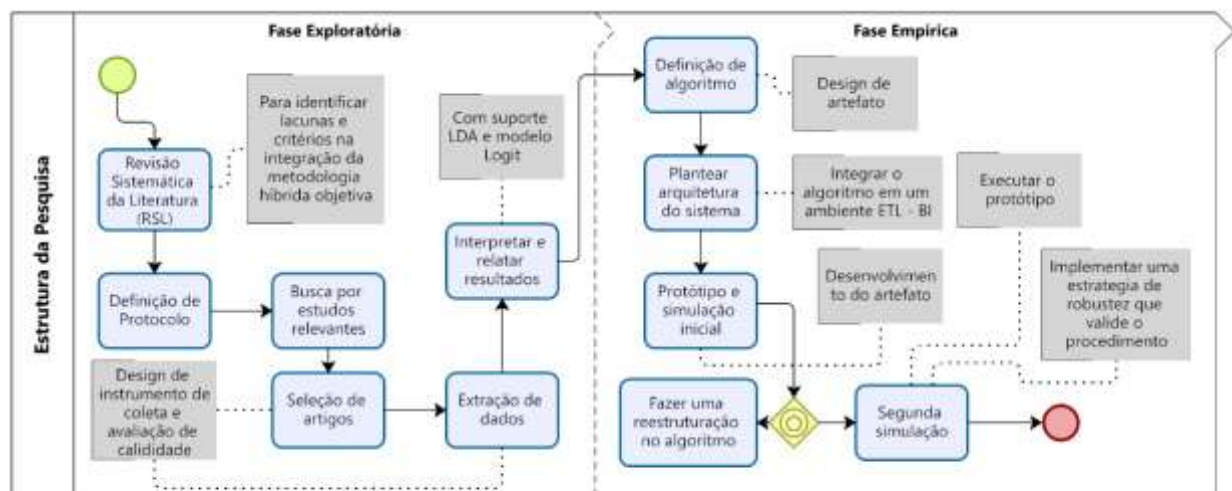 Estrutura da Pesquisa
Fase Exploratória
Revisão
Sistemática
da Literatura
(RSL)
Para identificar
lacunas e
critérios na
integração da
metodologia
híbrida objetiva
Definição de
Protocolo
Busca por
estudos
relevantes
Design de
instrumento de
coleta e
avaliação de
calididade
Seleção de
artigos
Extração de
dados
Interpretar e
relatar
resultados
Com suporte
LDA e modelo
Logit
Fase Empírica
Definição de
algoritmo
Design de
artefato
Plantear
arquitetura
do sistema
Integrar o
algoritmo em um
ambiente ETL - BI
Protótipo e
simulação
inicial
Desenvolvimen
to do artefato
Fazer uma
reestruturação
no algoritmo
Segunda
simulação
Executar o
protótipo
Implementar uma
estrategia de
robustez que
valide o
procedimento